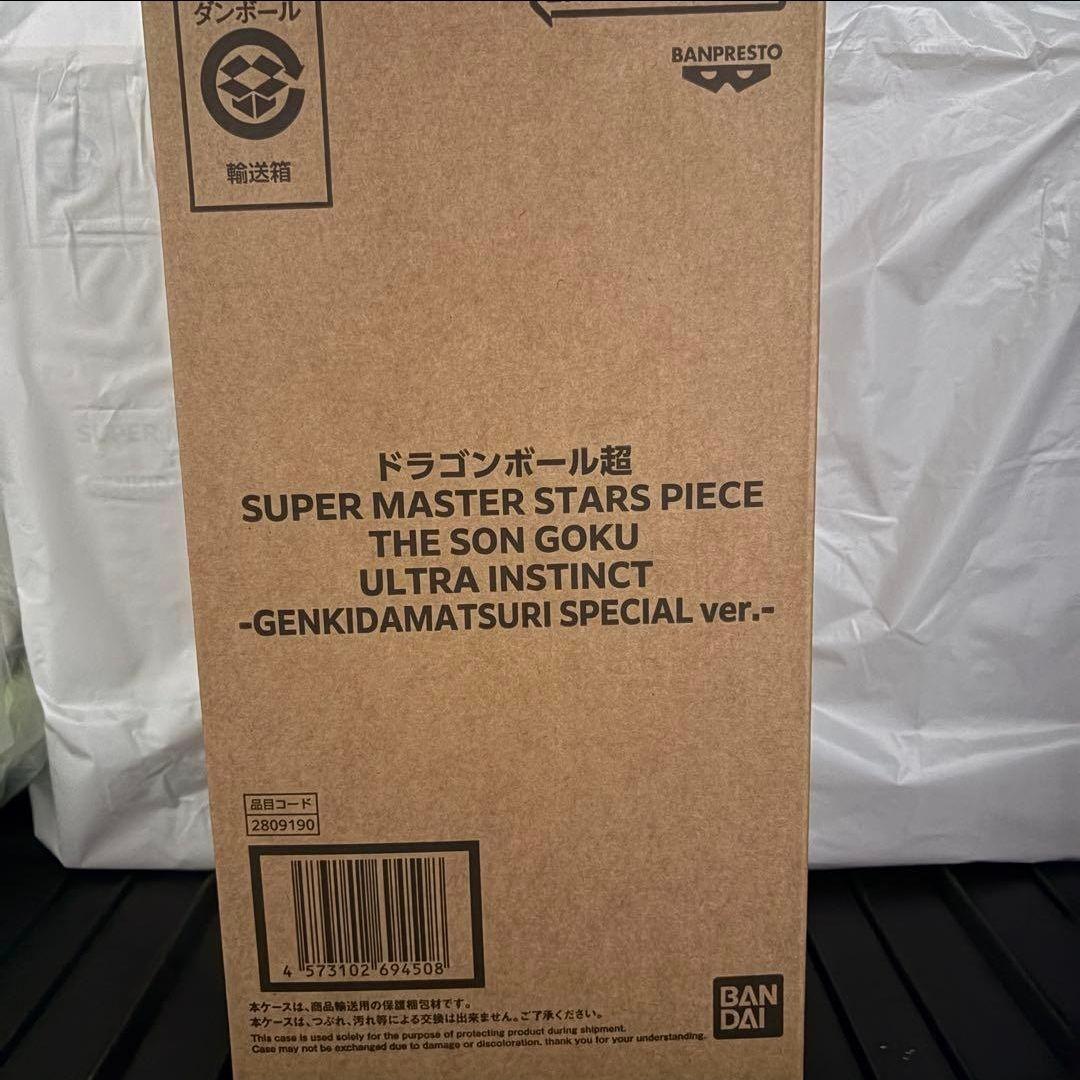 ダンボール
輸送箱
BANPRESTO
ドラゴンボール超
SUPER MASTER STARS PIECE
THE SON GOKU
ULTRA INSTINCT
-GENKIDAMATSURI SPECIAL ver.-
品目コード
2809190
4 573102 694508
本ケースは、商品輸送用の保護梱包材です。
本ケースは、つぶれ、汚れ等による交換は出来ません。ご了承ください。
This case is used solely for the purpose of protecting product during shipment.
Case may not be exchanged due to damage or discoloration. thank you for your understanding.
BAN
DAI